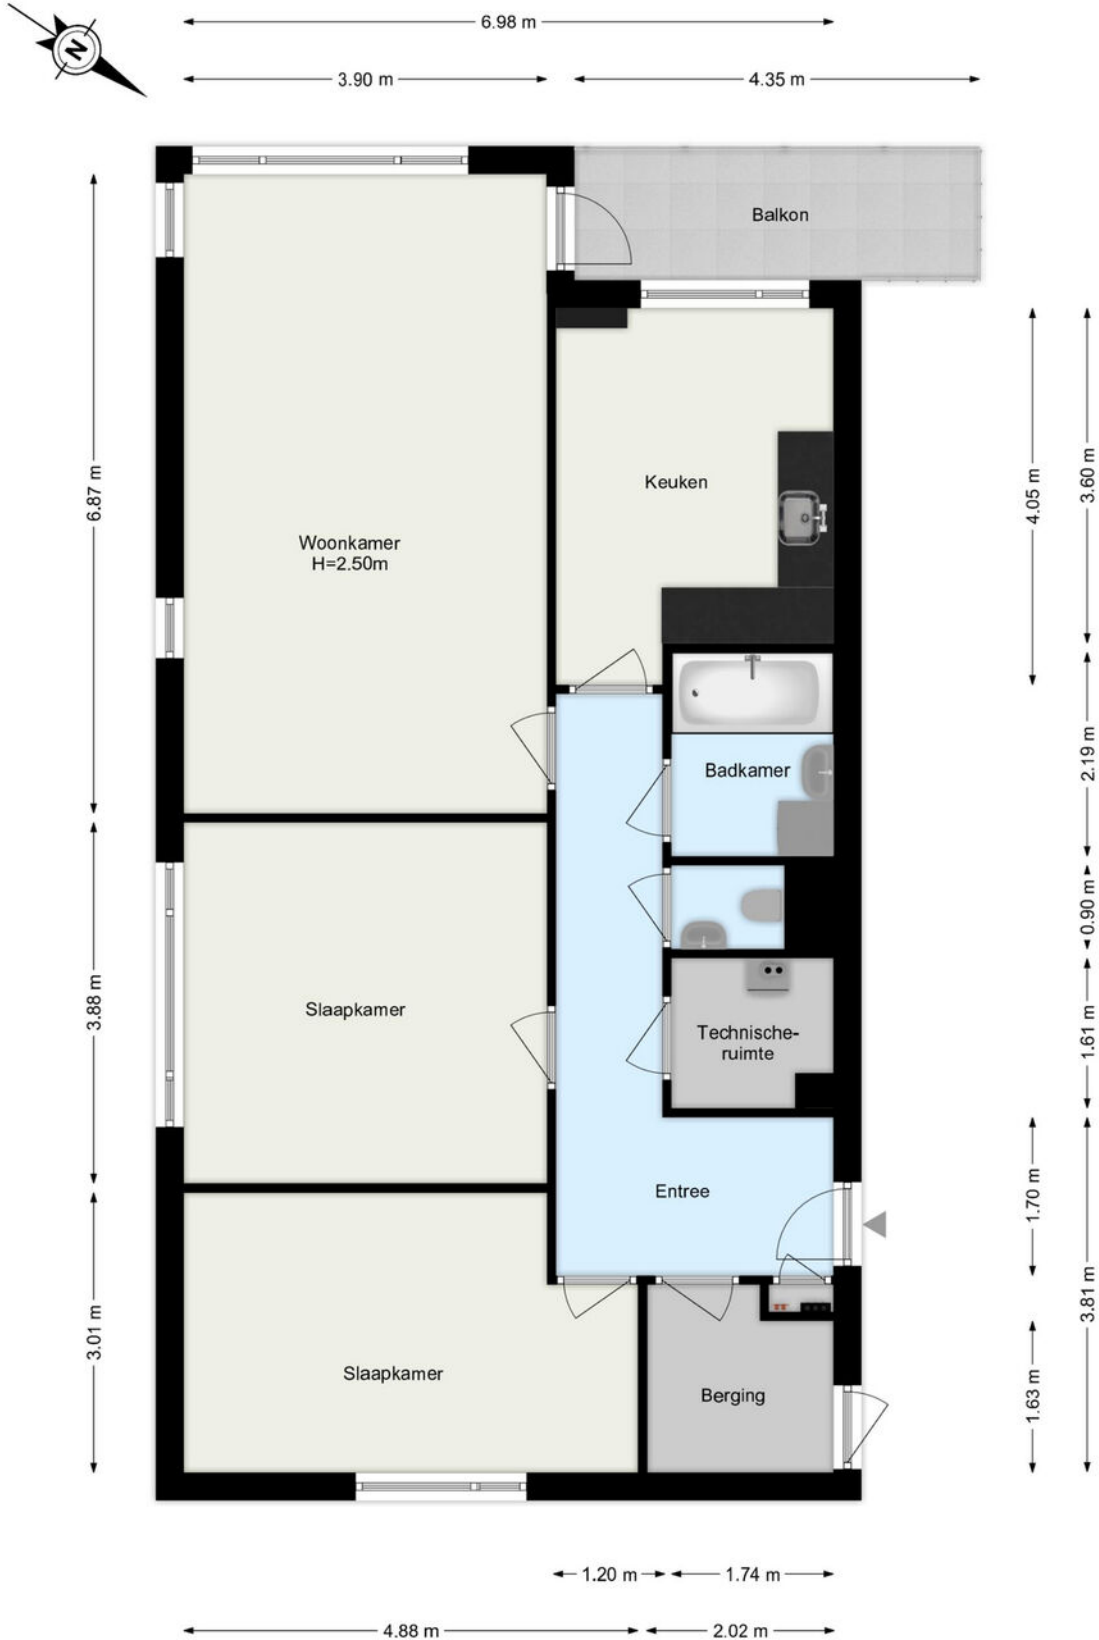 6.98 m
N
3.90 m
4.35 m
Balkon
6.87 m
Woonkamer
H=2.50m
Keuken
4.05 m
3.60 m
Badkamer
2.19 m
0.90 m
3.88 m
Slaapkamer
Technische-
ruimte
1.61 m
Entree
1.70 m
3.01 m
Slaapkamer
Berging
1.63 m
3.81 m
1.20 m
1.74 m
4.88 m
2.02 m